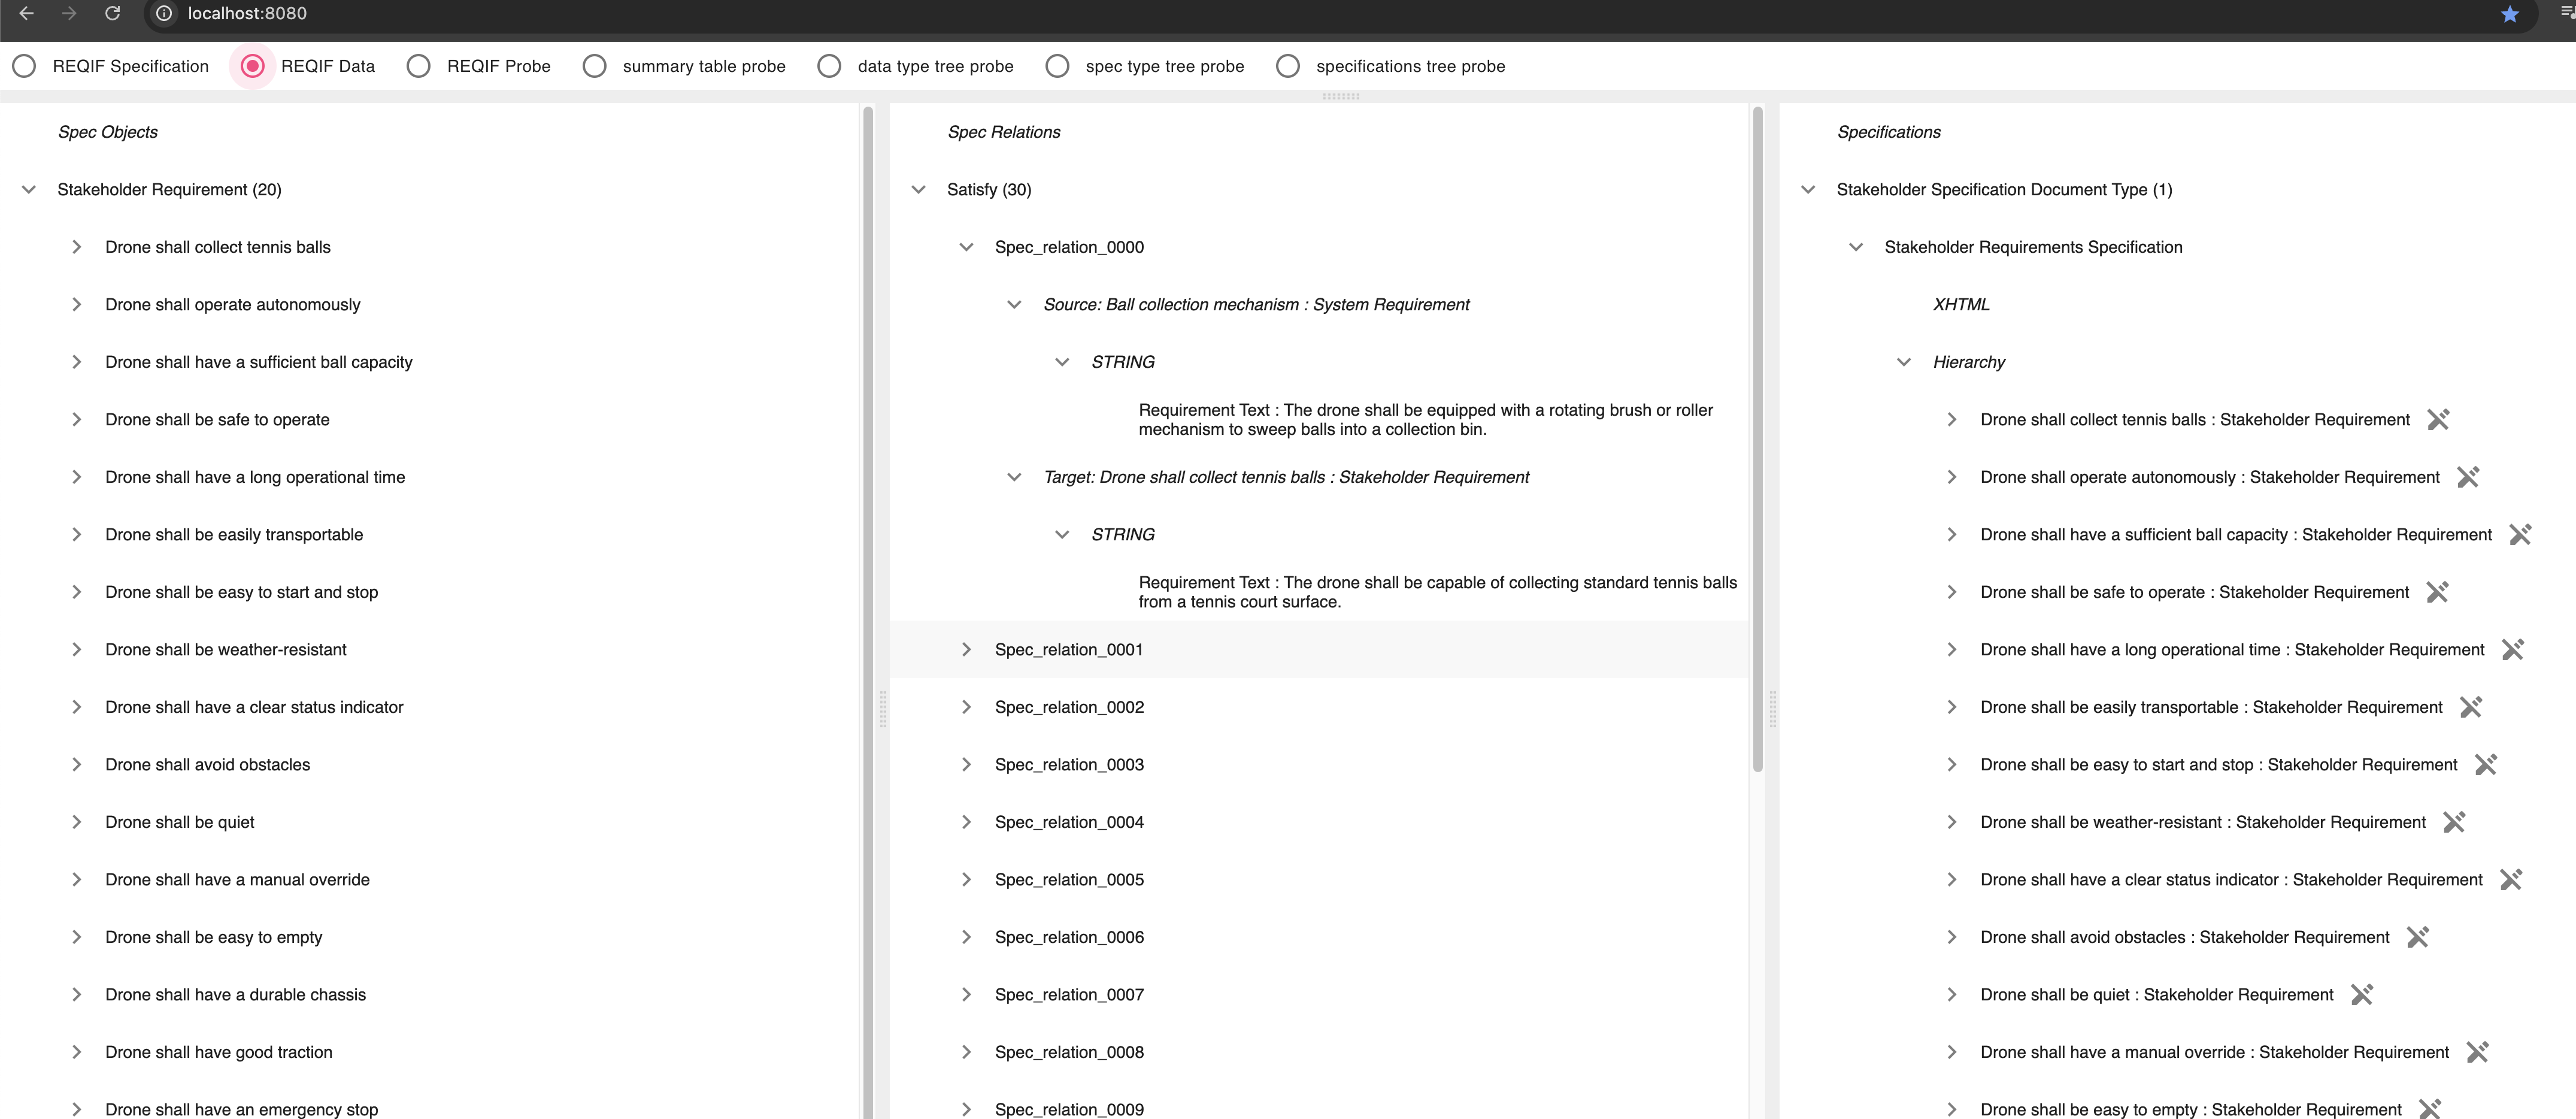 localhost:8080
REQIF Specification REQIF Data REQIF Probe summary table probe data type tree probe spec type tree probe specifications tree probe
Spec Objects
Stakeholder Requirement (20)
Drone shall collect tennis balls
Drone shall operate autonomously
Drone shall have a sufficient ball capacity
Drone shall be safe to operate
Drone shall have a long operational time
Drone shall be easily transportable
Drone shall be easy to start and stop
Drone shall be weather-resistant
Drone shall have a clear status indicator
Drone shall avoid obstacles
Drone shall be quiet
Drone shall have a manual override
Drone shall be easy to empty
Drone shall have a durable chassis
Drone shall have good traction
Drone shall have an emergency stop
Spec Relations
Satisfy (30)
Spec_relation_0000
Source: Ball collection mechanism : System Requirement
STRING
Requirement Text : The drone shall be equipped with a rotating brush or roller
mechanism to sweep balls into a collection bin.
Target: Drone shall collect tennis balls : Stakeholder Requirement
STRING
Requirement Text : The drone shall be capable of collecting standard tennis balls
from a tennis court surface.
Spec_relation_0001
Spec_relation_0002
Spec_relation_0003
Spec_relation_0004
Spec_relation_0005
Spec_relation_0006
Spec_relation_0007
Spec_relation_0008
Spec_relation_0009
Specifications
Stakeholder Specification Document Type (1)
Stakeholder Requirements Specification
XHTML
Hierarchy
Drone shall collect tennis balls : Stakeholder Requirement
Drone shall operate autonomously : Stakeholder Requirement
Drone shall have a sufficient ball capacity : Stakeholder Requirement
Drone shall be safe to operate : Stakeholder Requirement
Drone shall have a long operational time : Stakeholder Requirement
Drone shall be easily transportable : Stakeholder Requirement
Drone shall be easy to start and stop : Stakeholder Requirement
Drone shall be weather-resistant : Stakeholder Requirement
Drone shall have a clear status indicator : Stakeholder Requirement
Drone shall avoid obstacles : Stakeholder Requirement
Drone shall be quiet : Stakeholder Requirement
Drone shall have a manual override : Stakeholder Requirement
Drone shall be easy to empty : Stakeholder Requirement